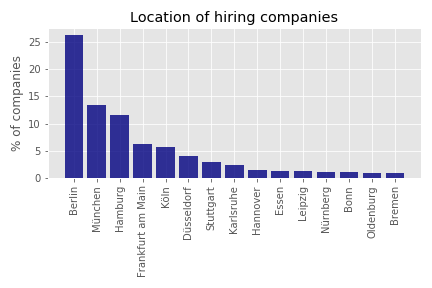 Location of hiring companies
% of companies
25
20
15
10
5
0
Berlin
München
Hamburg
Frankfurt am Main
Köln
Düsseldorf
Stuttgart
Karlsruhe
Hannover
Essen
Leipzig
Nürnberg
Bonn
Oldenburg
Bremen